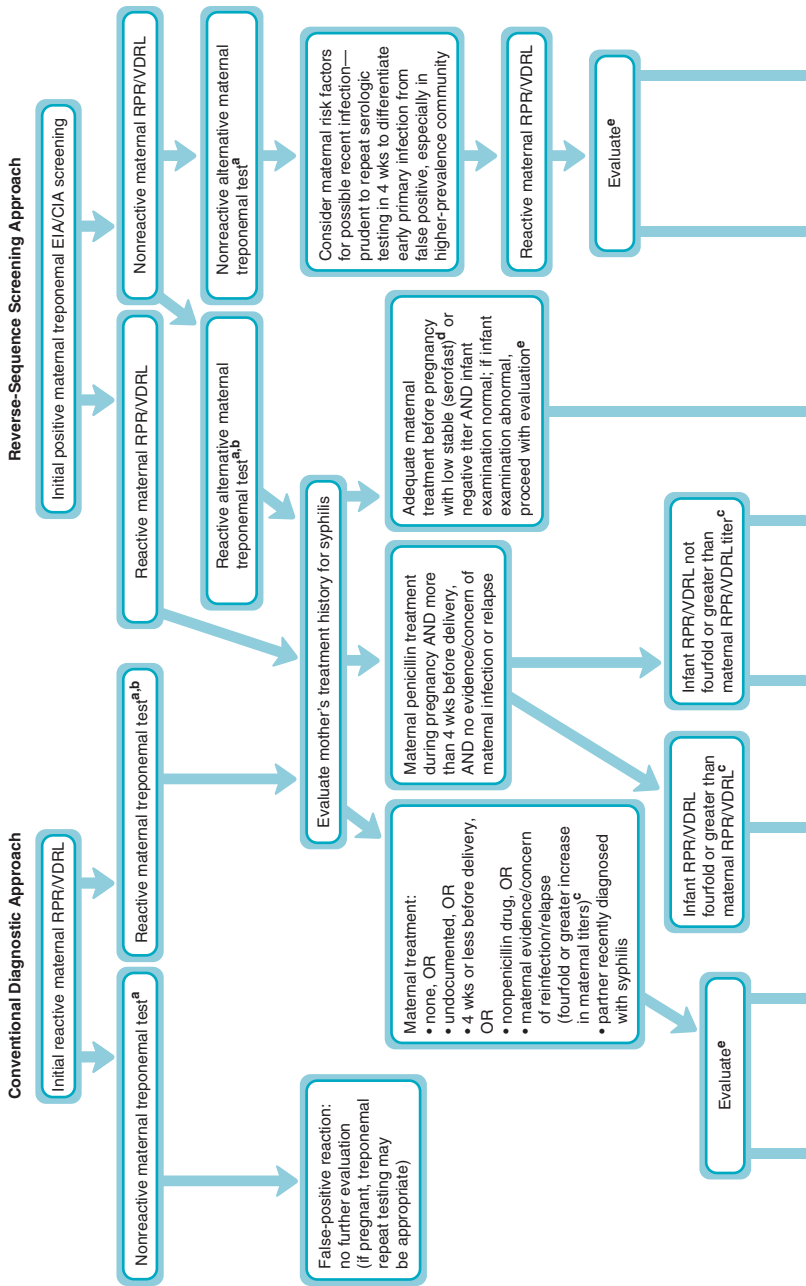 Conventional Diagnostic Approach
Initial reactive maternal RPR/VDRL
Nonreactive maternal treponemal test^a
Reactive maternal treponemal test^a,b
False-positive reaction:
no further evaluation
(if pregnant, treponemal
repeat testing may
be appropriate)
Reverse-Sequence Screening Approach
Initial positive maternal treponemal EIA/CIA screening
Reactive maternal RPR/VDRL
Nonreactive maternal RPR/VDRL
Reactive alternative maternal
treponemal test^a,b
Nonreactive alternative maternal
treponemal test^a
Evaluate mother's treatment history for syphilis
Consider maternal risk factors
for possible recent infection—
prudent to repeat serologic
testing in 4 wks to differentiate
early primary infection from
false positive, especially in
higher-prevalence community
Maternal treatment:
• none, OR
• undocumented, OR
• 4 wks or less before delivery,
OR
• nonpenicillin drug, OR
• maternal evidence/concern
of reinfection/relapse
(fourfold or greater increase
in maternal titers)^c
• partner recently diagnosed
with syphilis
Maternal penicillin treatment
during pregnancy AND more
than 4 wks before delivery,
AND no evidence/concern of
maternal infection or relapse
Adequate maternal
treatment before pregnancy
with low stable (serofast)^d or
negative titer AND infant
examination normal; if infant
examination abnormal,
proceed with evaluation^e
Reactive maternal RPR/VDRL
Evaluate^e
Infant RPR/VDRL
fourfold or greater than
maternal RPR/VDRL^c
Infant RPR/VDRL not
fourfold or greater than
maternal RPR/VDRL titer^c
Evaluate^e